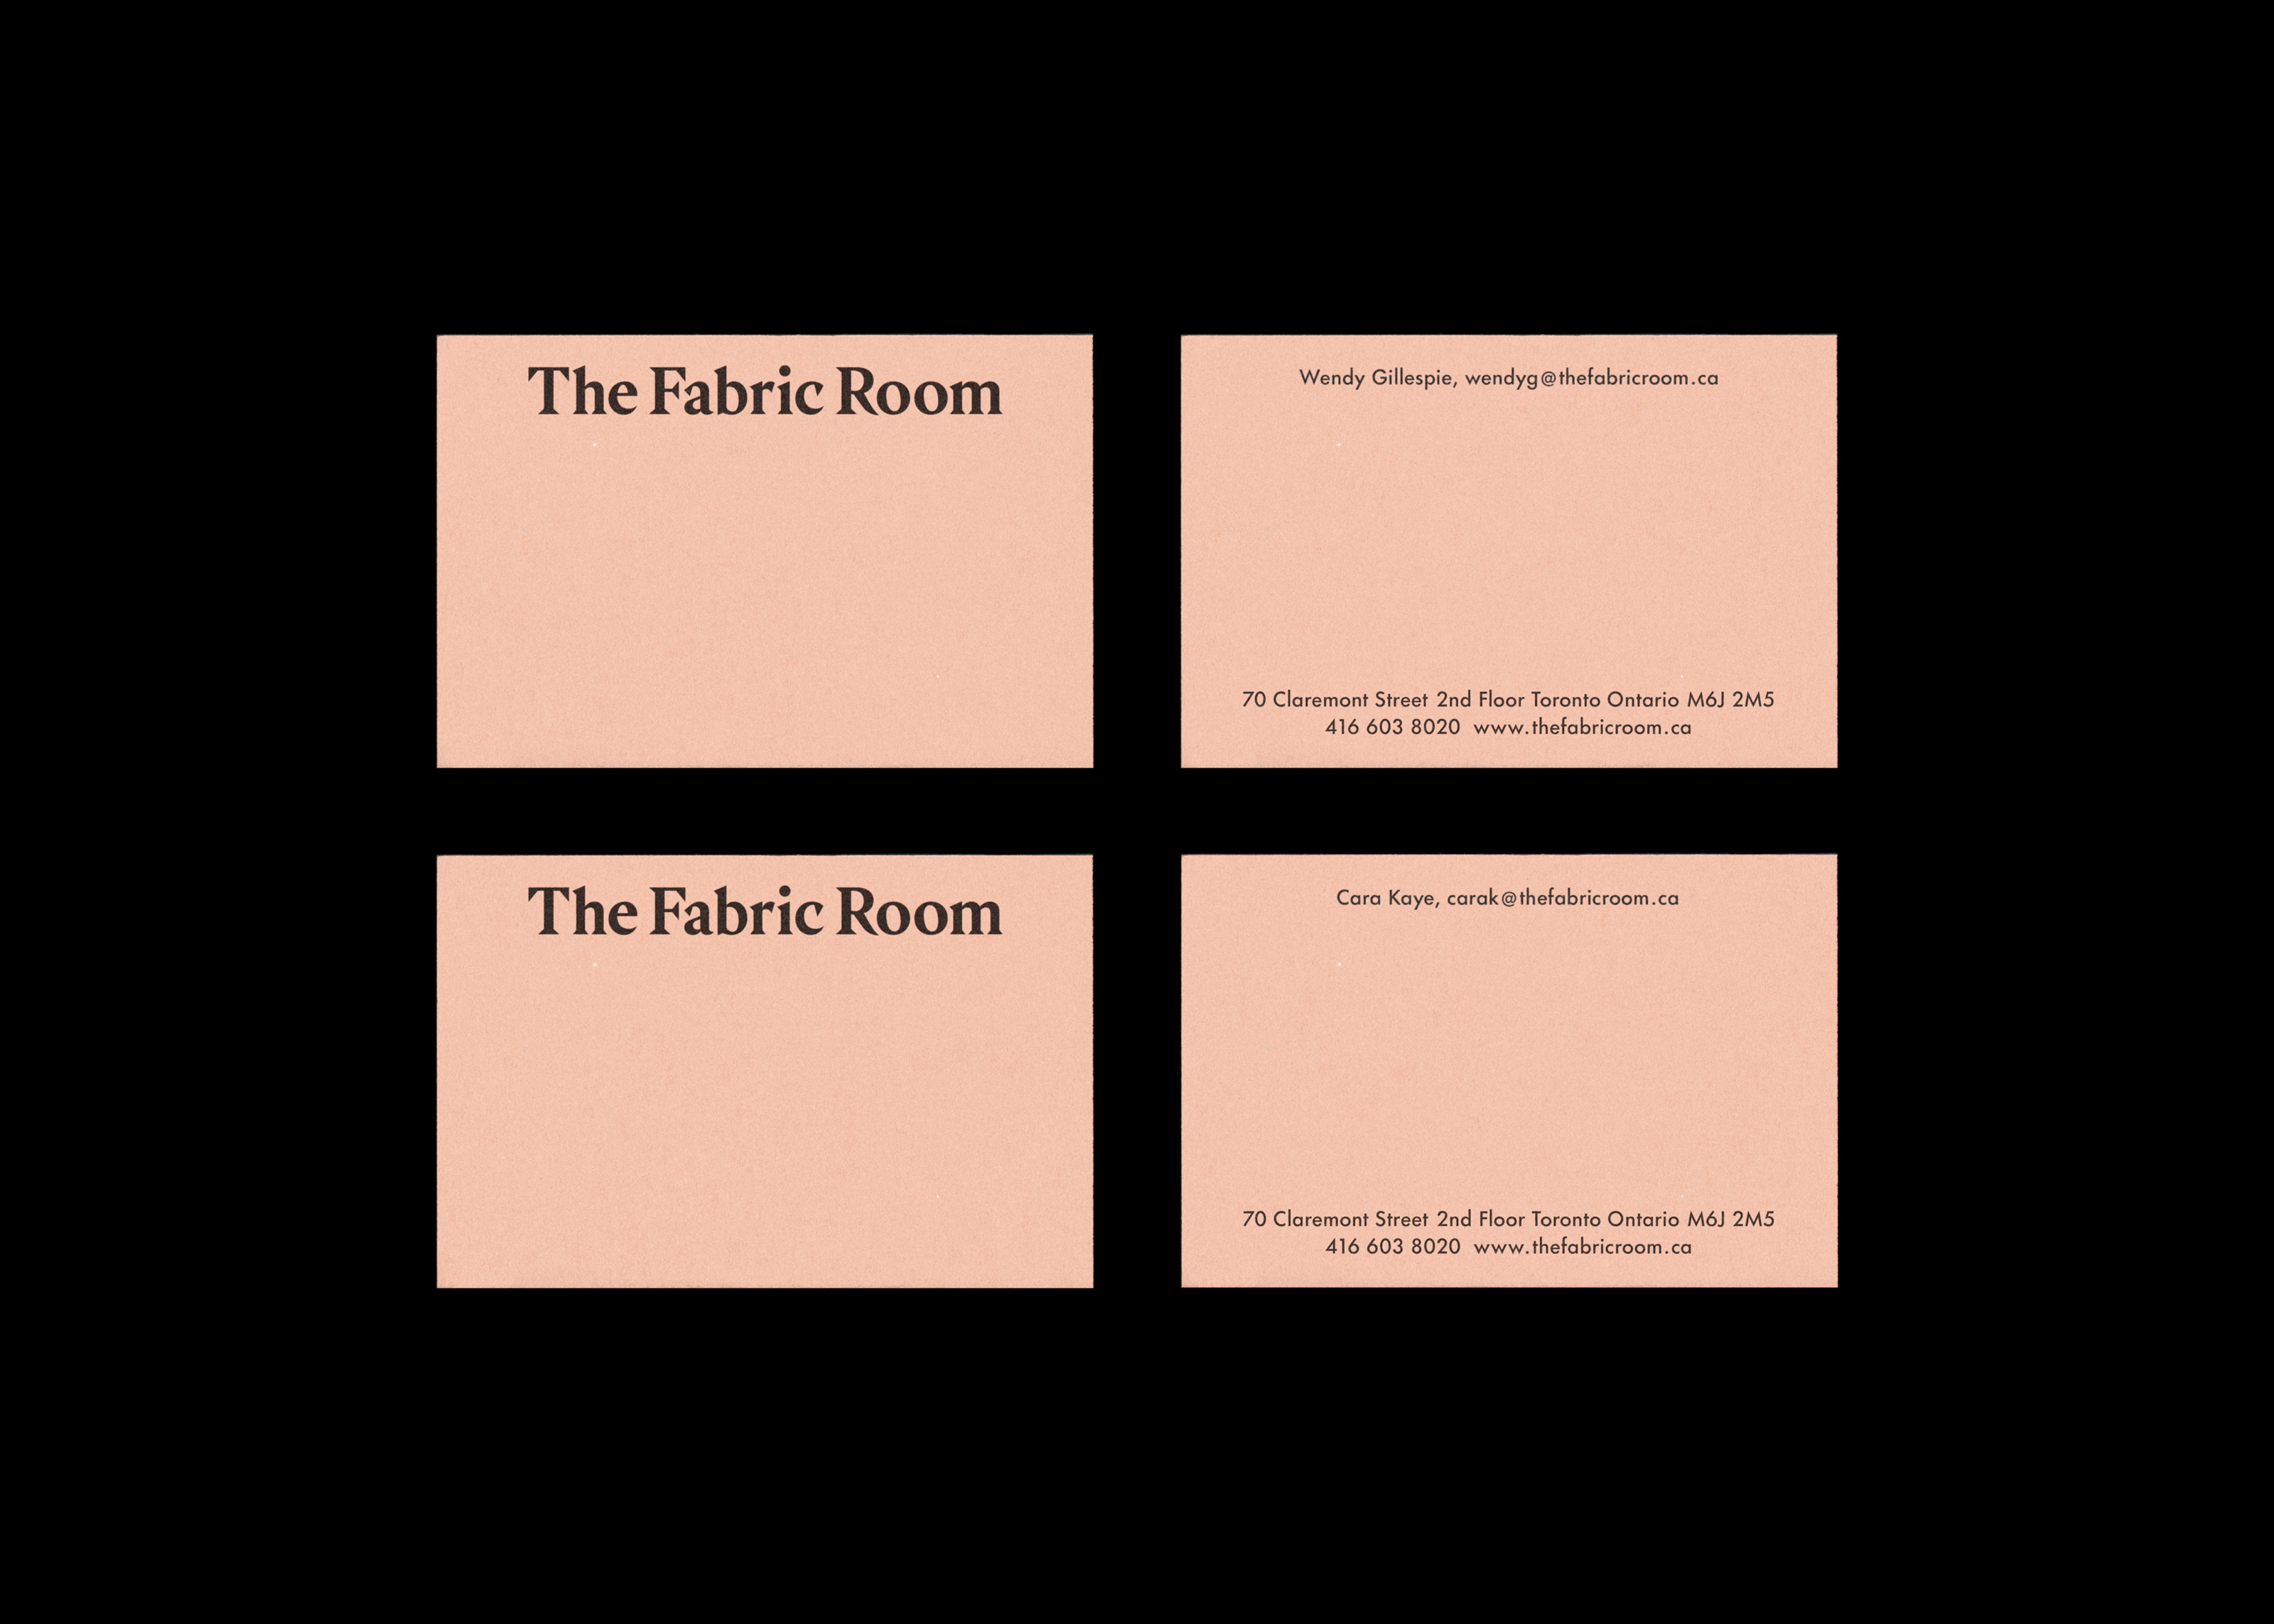 The Fabric Room
Wendy Gillespie, wendyg@thefabricroom.ca
70 Claremont Street 2nd Floor Toronto Ontario M6J 2M5
416 603 8020 www.thefabricroom.ca
The Fabric Room
Cara Kaye, carak@thefabricroom.ca
70 Claremont Street 2nd Floor Toronto Ontario M6J 2M5
416 603 8020 www.thefabricroom.ca